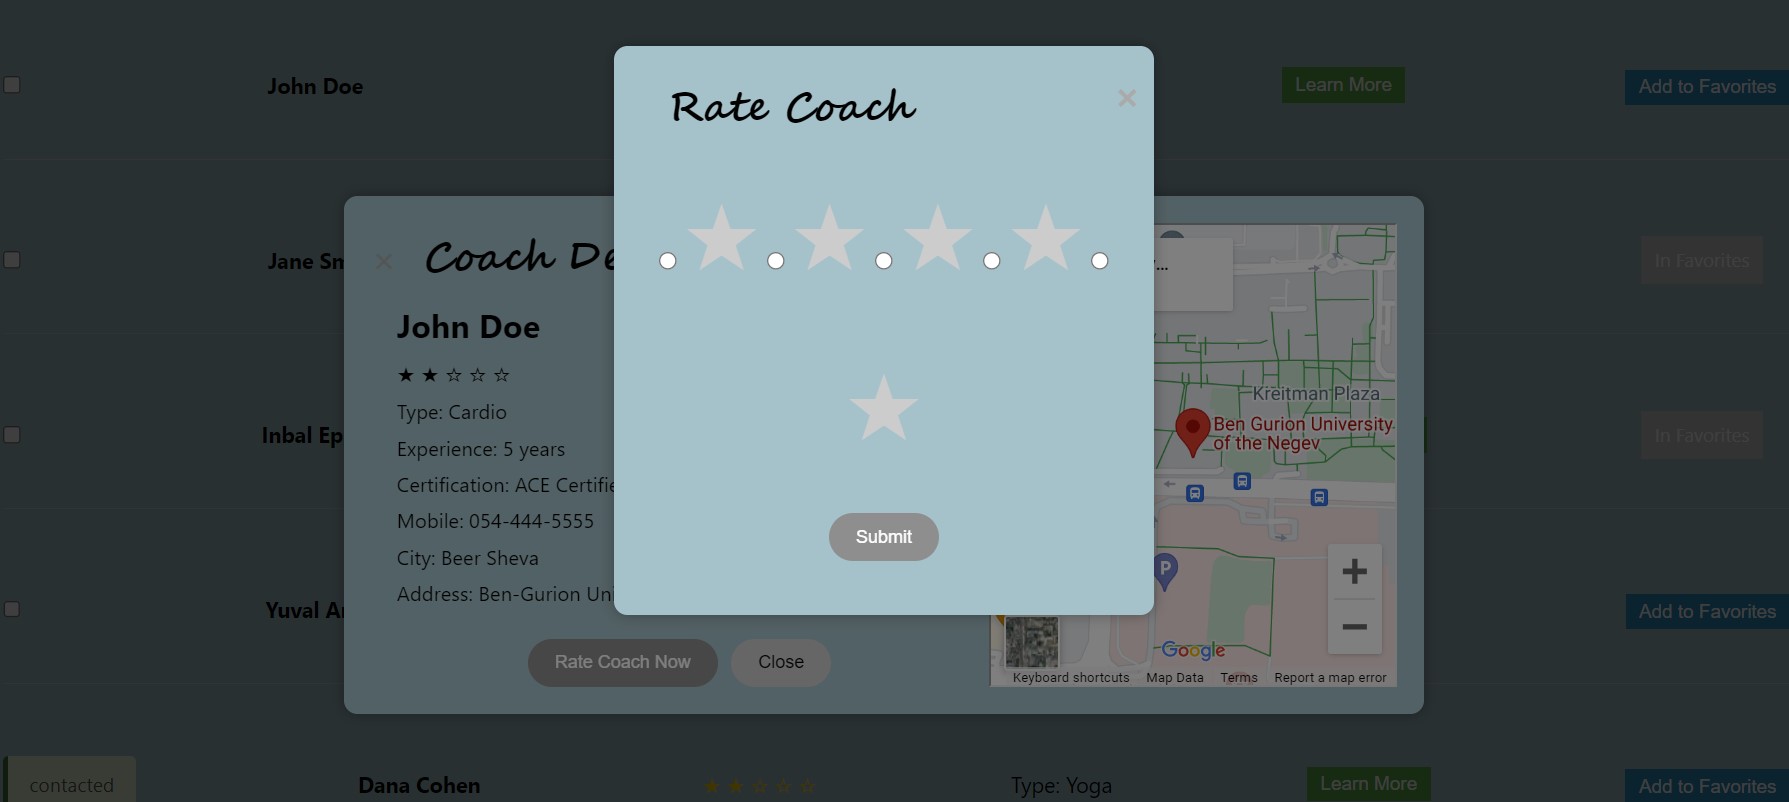 John Doe
Learn More
Add to Favorites
Rate Coach
×
Jane Sm
In Favorites
×
Coach De
...
John Doe
★ ★ ☆ ☆ ☆
Type: Cardio
Kreitman Plaza
Inbal Ep
Ben Gurion University
of the Negev
In Favorites
Experience: 5 years
Certification: ACE Certifie
Mobile: 054-444-5555
Submit
City: Beer Sheva
P
Address: Ben-Gurion Uni
Yuval A
Add to Favorites
Google
Rate Coach Now
Close
Keyboard shortcuts
Map Data
Terms
Report a map error
contacted
Dana Cohen
★ ★ ☆ ☆ ☆
Type: Yoga
Learn More
Add to Favorites